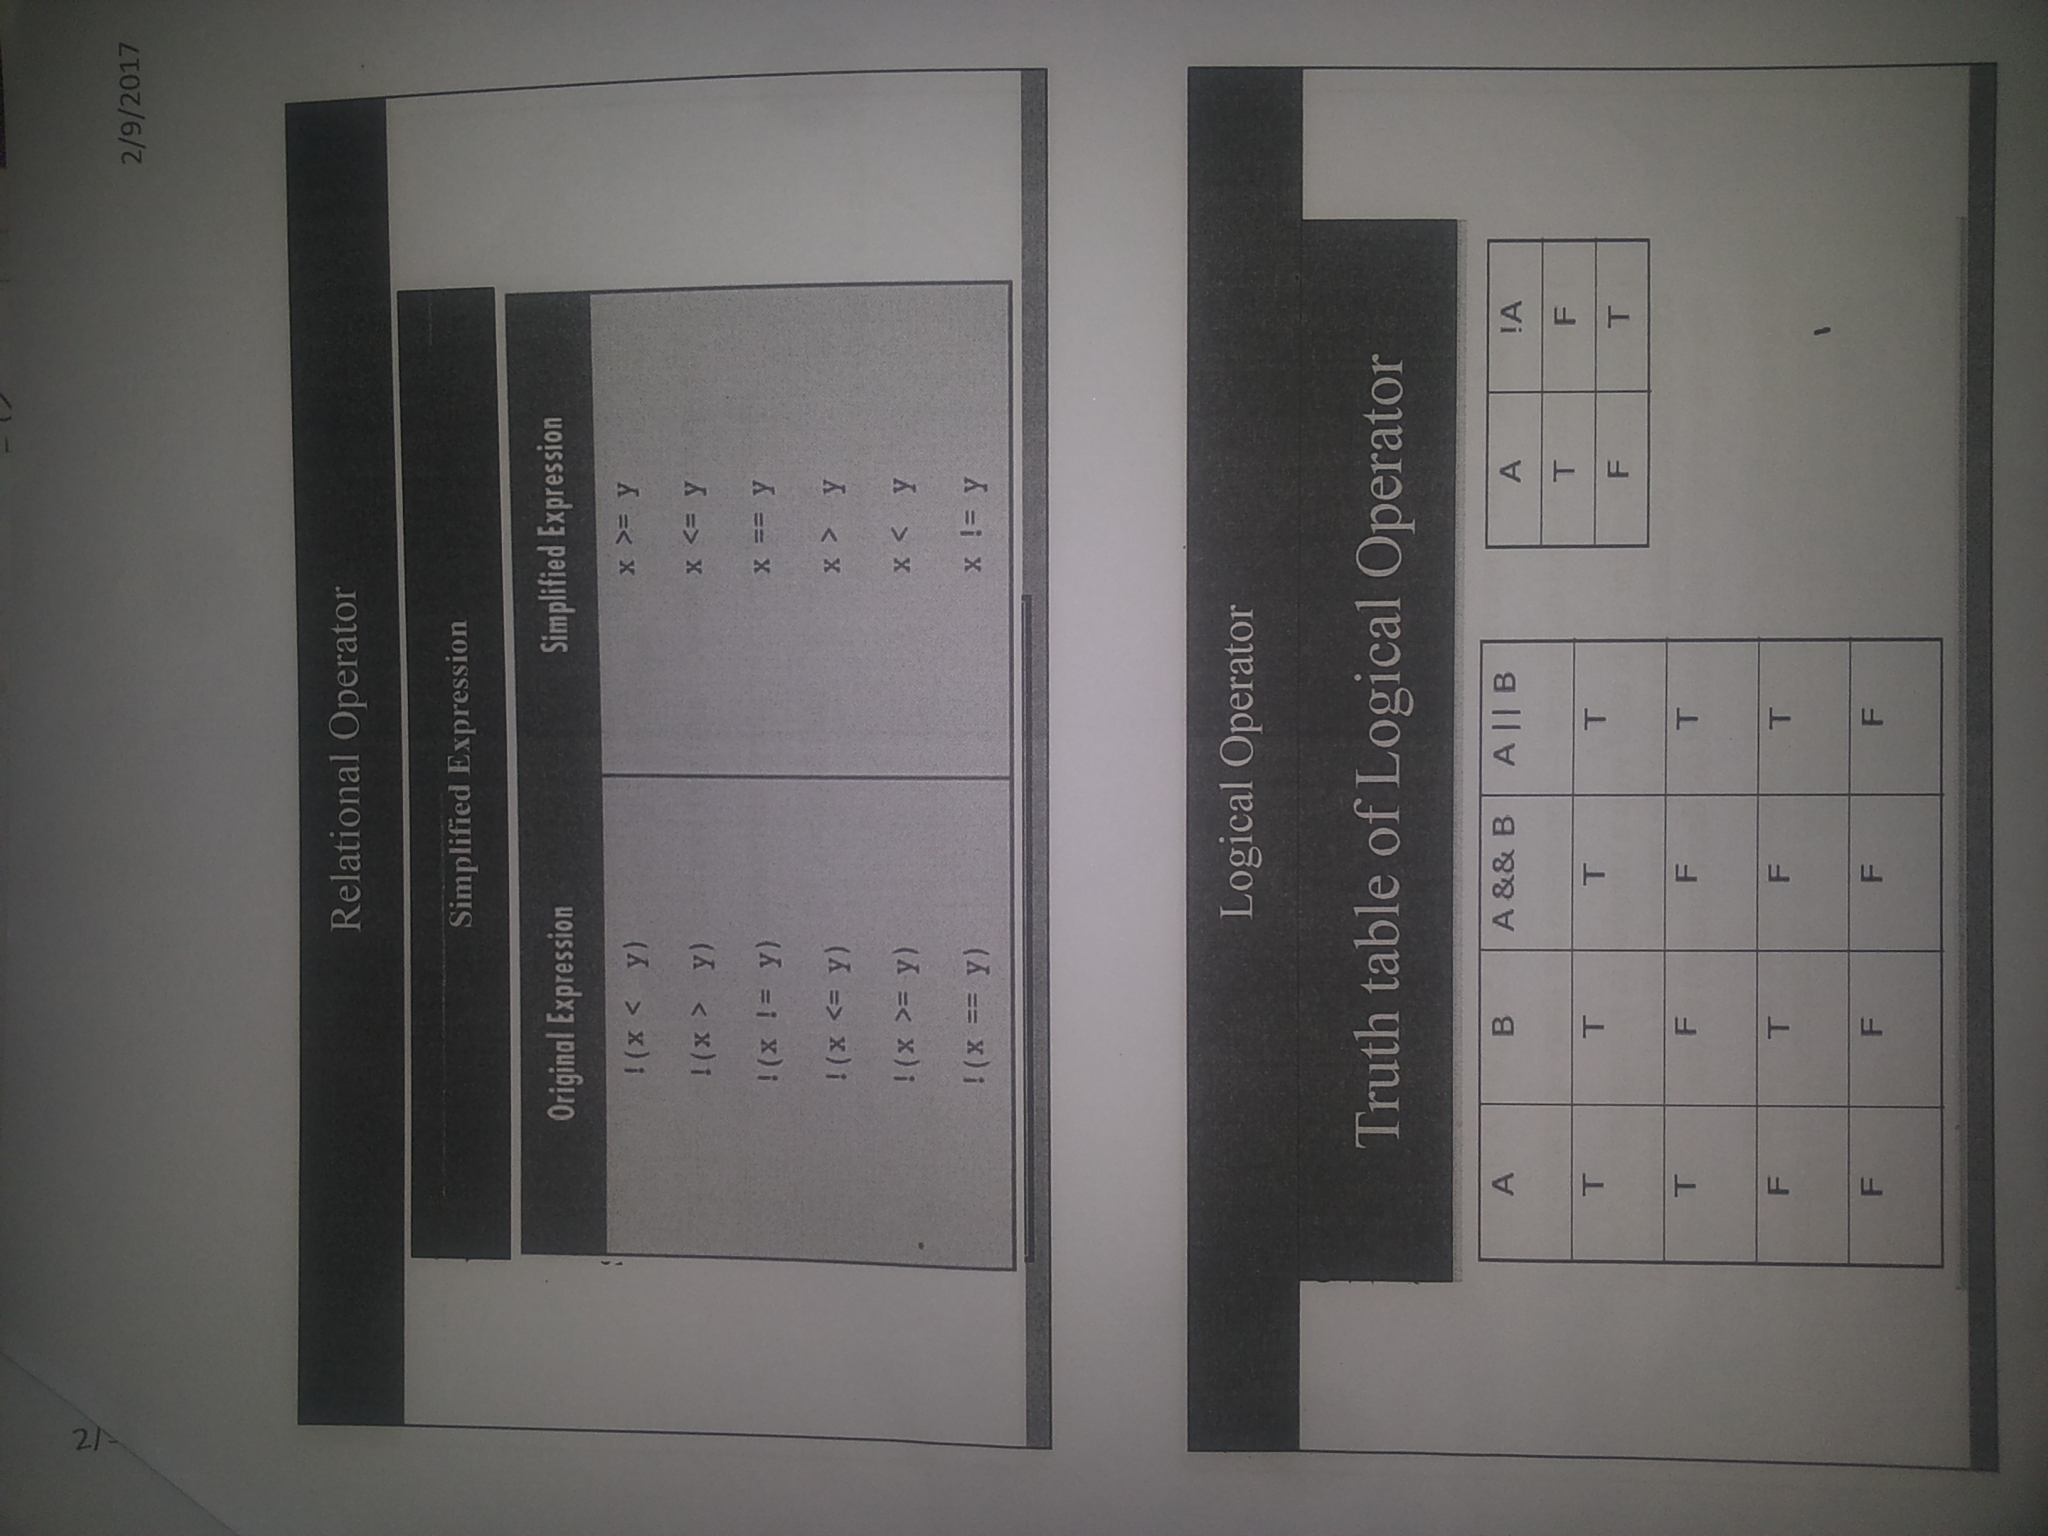 2/9/2017
Relational Operator
Simplified Expression
Original Expression Simplified Expression
!(x < y) x >= y
!(x > y) x <= y
!(x != y) x == y
!(x <= y) x > y
!(x >= y) x < y
!(x == y) x != y
Logical Operator
Truth table of Logical Operator
A B A && B A || B
T T T T
T F F T
F T F T
F F F F
A !A
T F
F T